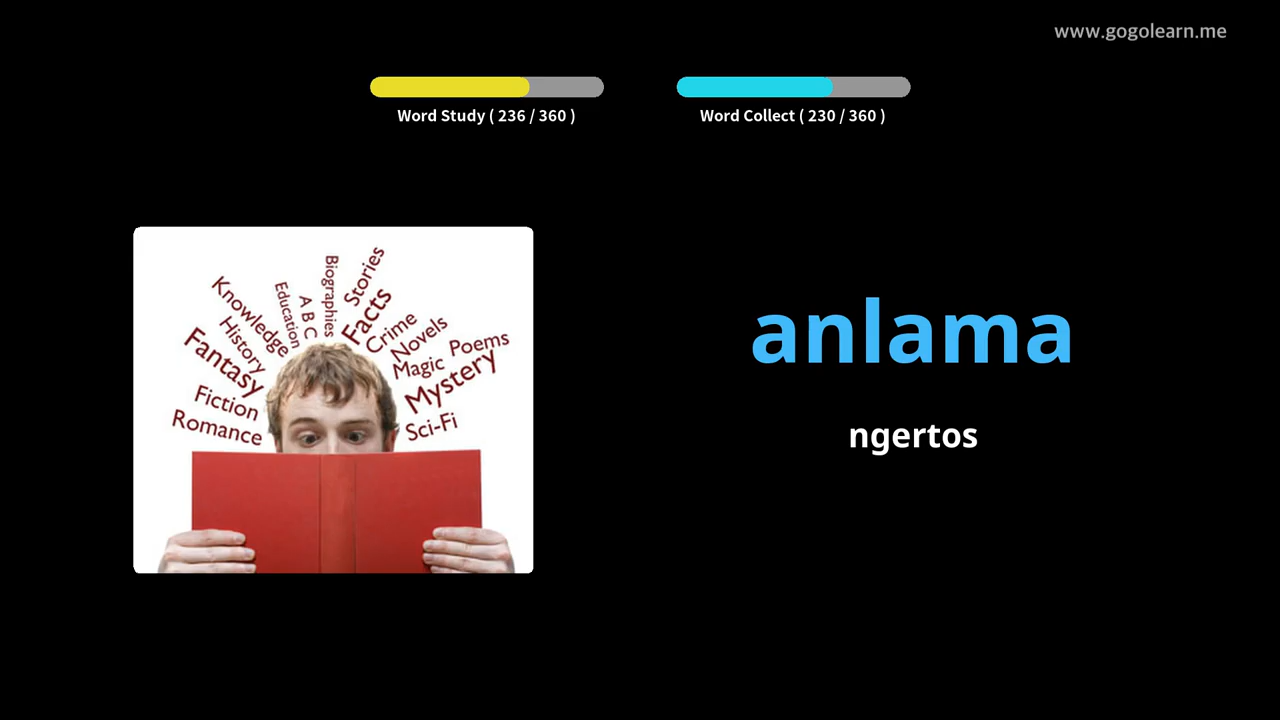 www.gogolearn.me
Word Study ( 236 / 360 )
Word Collect ( 230 / 360 )
Knowledge
Education
A B C
Biographies
Stories
Facts
Crime
Novels
Poems
Magic
Mystery
Sci-Fi
History
Fantasy
Fiction
Romance
anlama
ngertos